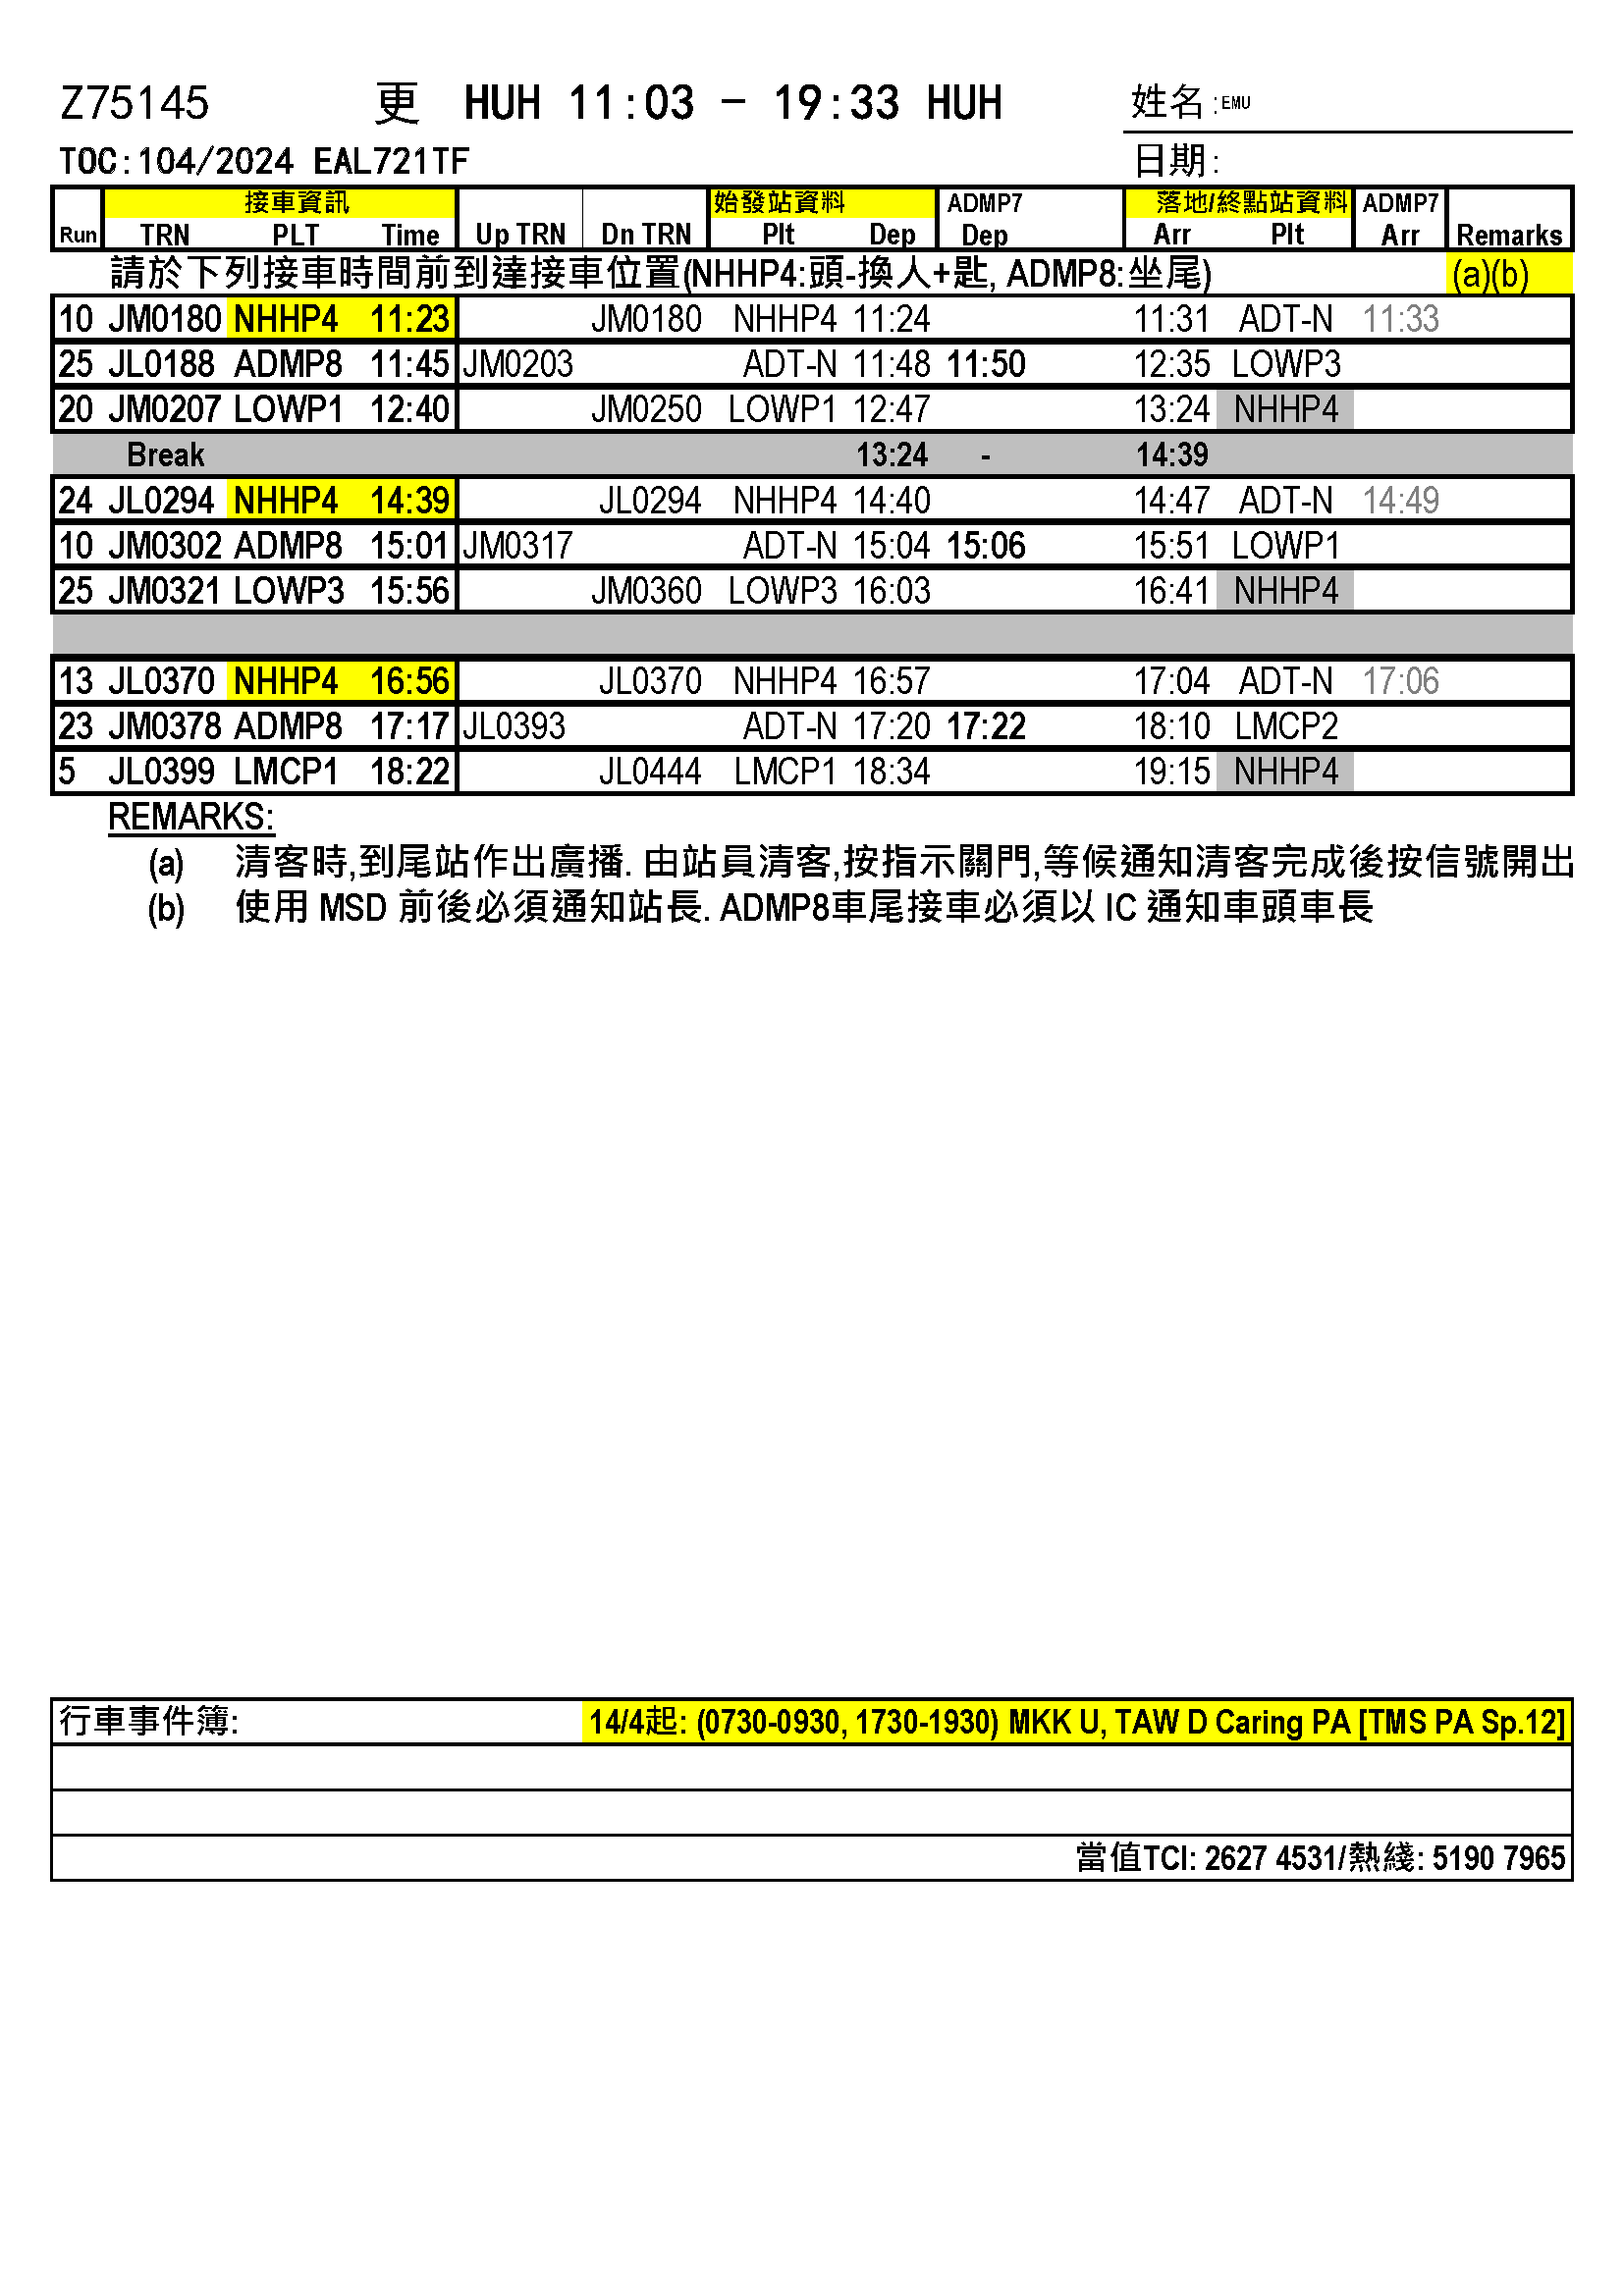 Z75145 更 HUH 11:03 - 19:33 HUH 姓名:EMU
TOC:104/2024 EAL721TF 日期:
接車資訊 始發站資料 ADMP7 落地/終點站資料 ADMP7
Run TRN PLT Time Up TRN Dn TRN Plt Dep Dep Arr Plt Arr Remarks
請於下列接車時間前到達接車位置(NHHP4:頭-換人+匙, ADMP8:坐尾) (a)(b)
10 JM0180 NHHP4 11:23 JM0180 NHHP4 11:24 11:31 ADT-N 11:33
25 JL0188 ADMP8 11:45 JM0203 ADT-N 11:48 11:50 12:35 LOWP3
20 JM0207 LOWP1 12:40 JM0250 LOWP1 12:47 13:24 NHHP4
Break 13:24 - 14:39
24 JL0294 NHHP4 14:39 JL0294 NHHP4 14:40 14:47 ADT-N 14:49
10 JM0302 ADMP8 15:01 JM0317 ADT-N 15:04 15:06 15:51 LOWP1
25 JM0321 LOWP3 15:56 JM0360 LOWP3 16:03 16:41 NHHP4
13 JL0370 NHHP4 16:56 JL0370 NHHP4 16:57 17:04 ADT-N 17:06
23 JM0378 ADMP8 17:17 JL0393 ADT-N 17:20 17:22 18:10 LMCP2
5 JL0399 LMCP1 18:22 JL0444 LMCP1 18:34 19:15 NHHP4
REMARKS:
(a) 清客時,到尾站作出廣播. 由站員清客,按指示關門,等候通知清客完成後按信號開出
(b) 使用 MSD 前後必須通知站長. ADMP8車尾接車必須以 IC 通知車頭車長
行車事件簿: 14/4起: (0730-0930, 1730-1930) MKK U, TAW D Caring PA [TMS PA Sp.12]
當值TCI: 2627 4531/熱綫: 5190 7965